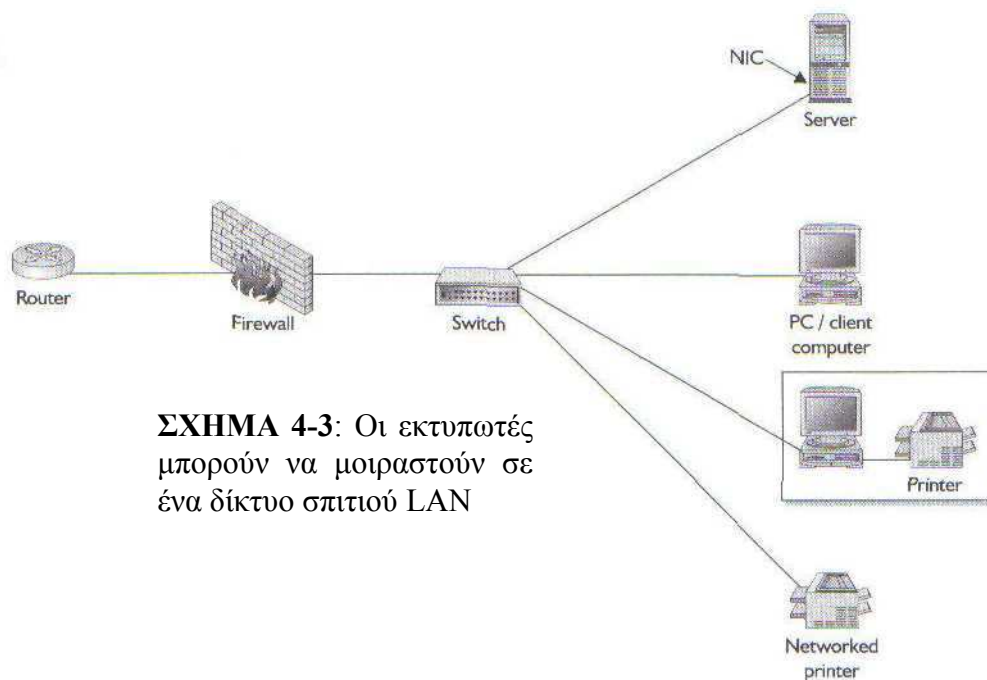 NIC
Server
Router
Firewall
Switch
PC / client
computer
ΣΧΗΜΑ 4-3: Οι εκτυπωτές
μπορούν να μοιραστούν σε
ένα δίκτυο σπιτιού LAN
Printer
Networked
printer